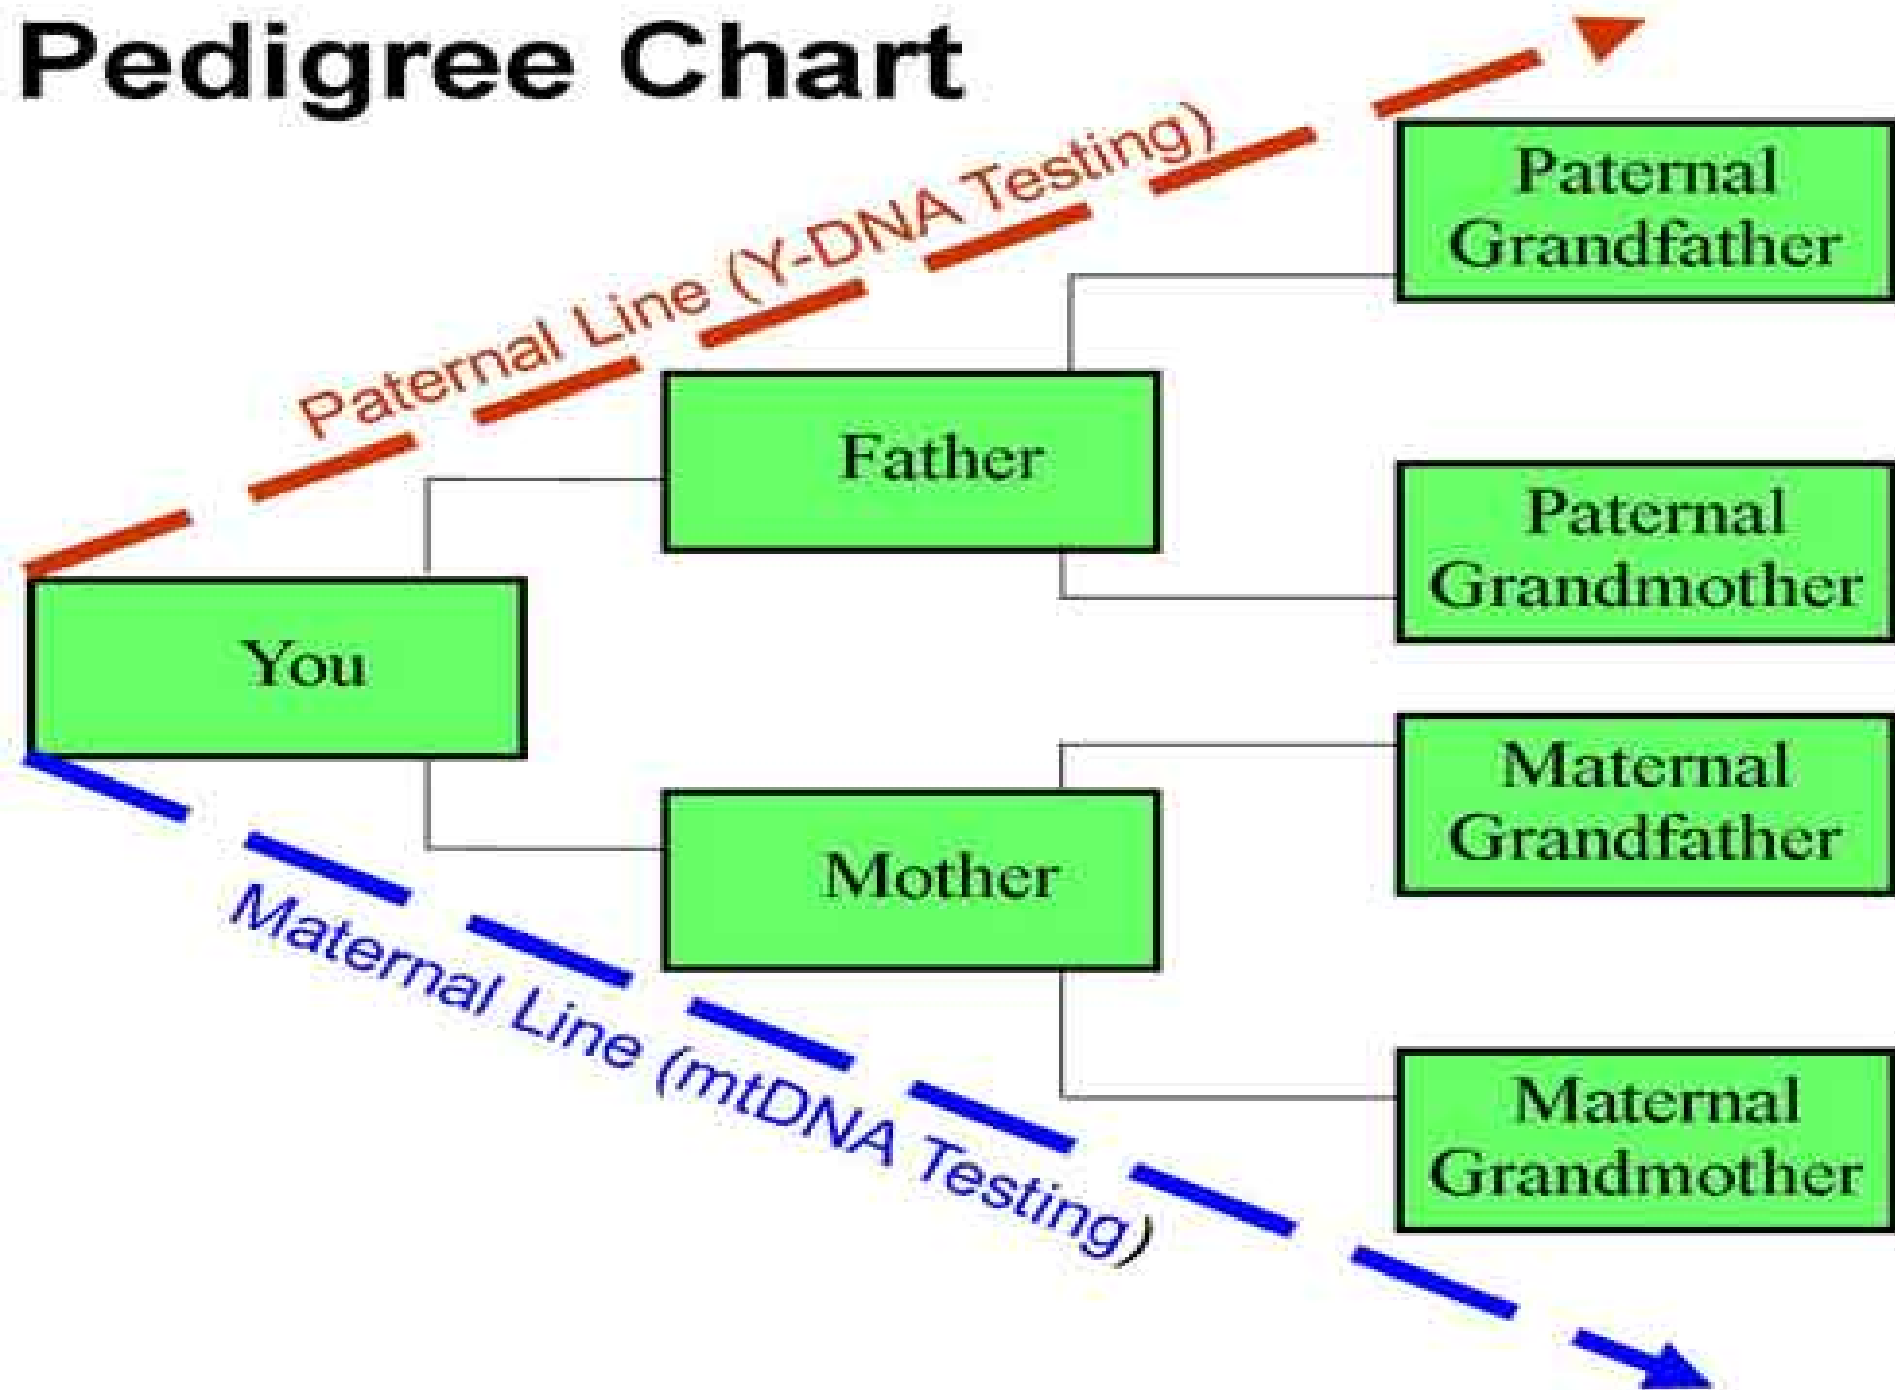 Pedigree Chart
Paternal Line (Y-DNA Testing)
Paternal
Grandfather
Father
Paternal
Grandmother
You
Maternal
Grandfather
Mother
Maternal
Grandmother
Maternal Line (mtDNA Testing)